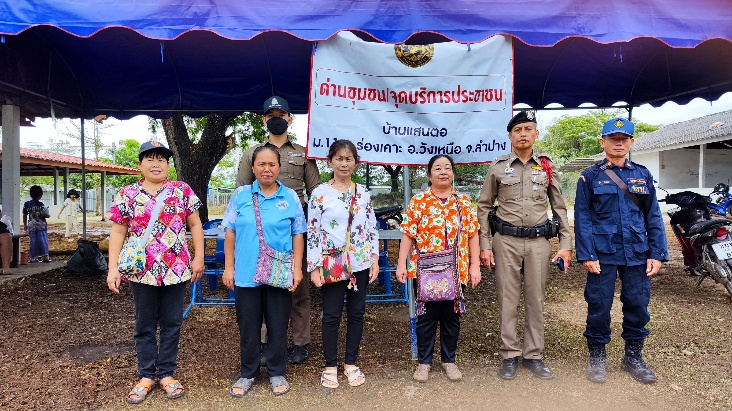 ด่านชุมชน/จุดบริการประชาชน
บ้านแสนตอ
ม.11 ต.ร่องเคาะ อ.วังเหนือ จ.ลำปาง